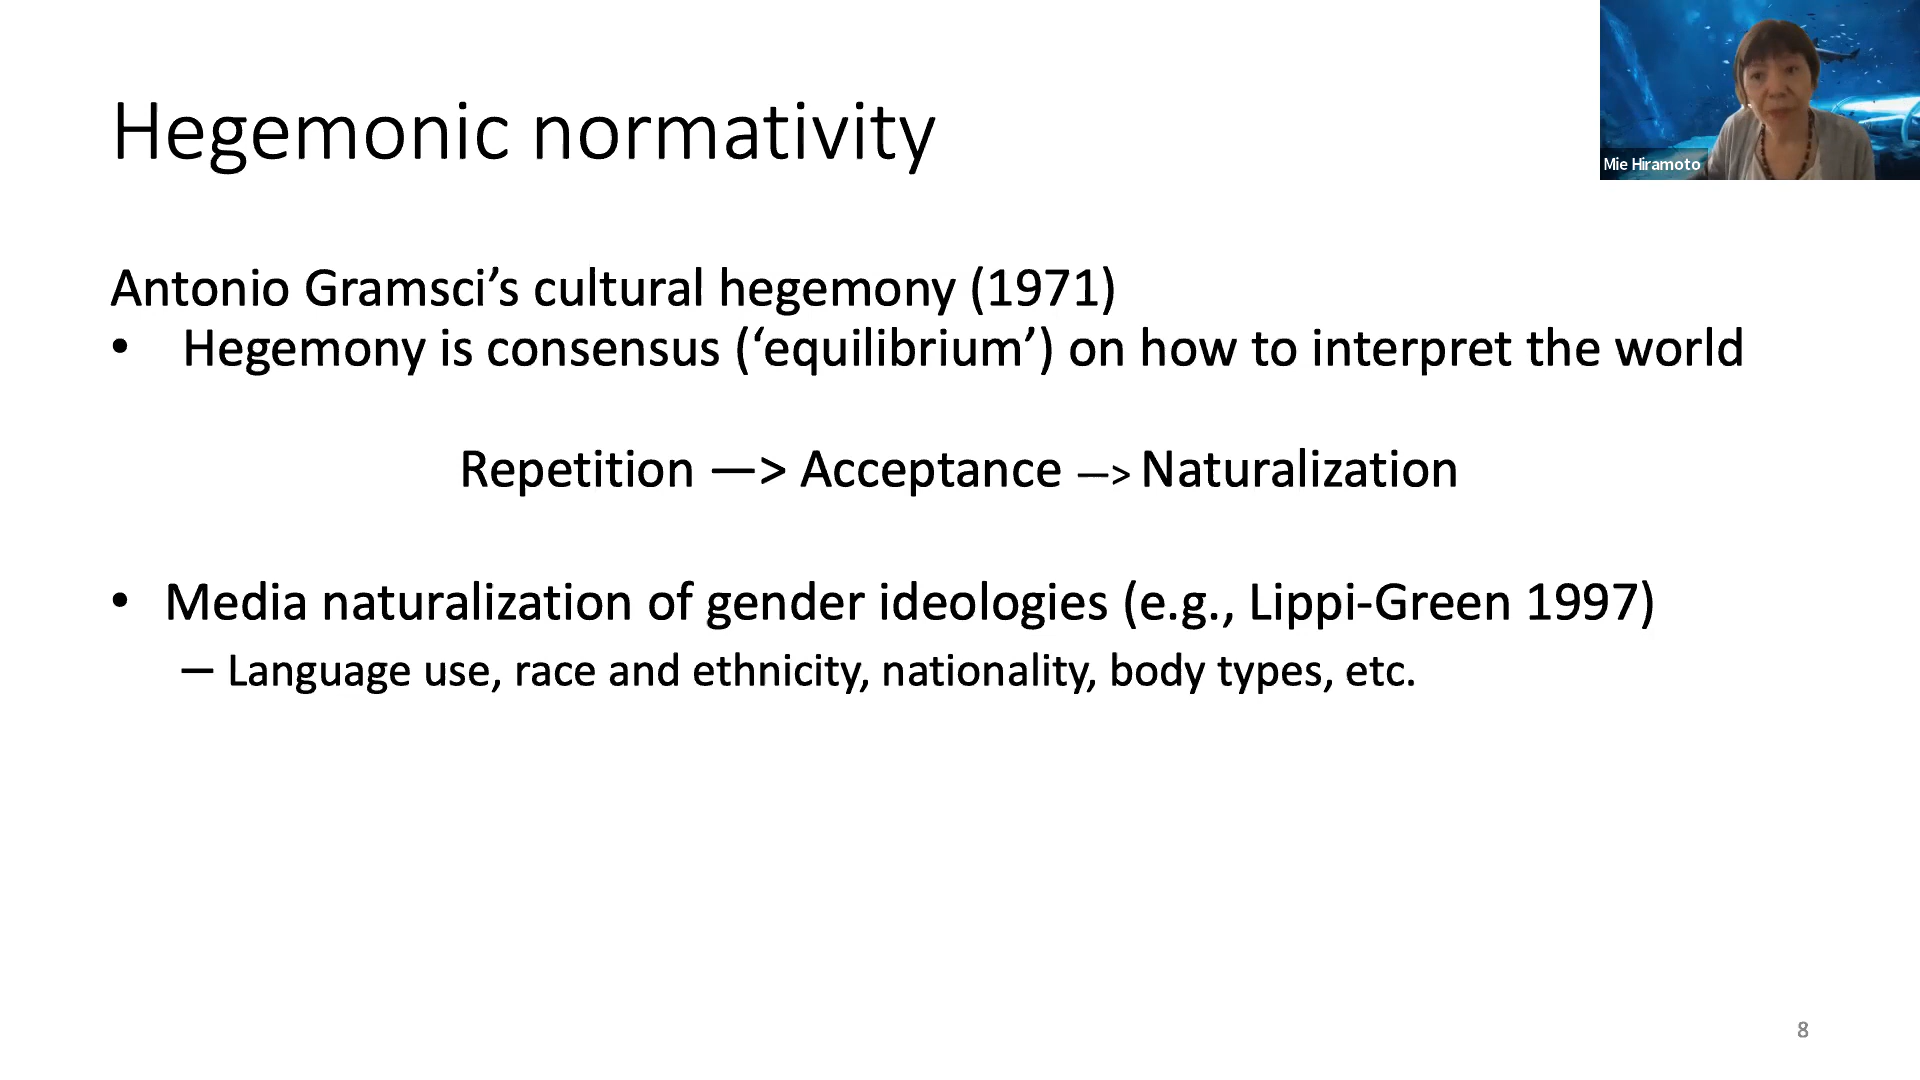 Hegemonic normativity
Mie Hiramoto
Antonio Gramsci’s cultural hegemony (1971)
• Hegemony is consensus (‘equilibrium’) on how to interpret the world
Repetition —> Acceptance —> Naturalization
• Media naturalization of gender ideologies (e.g., Lippi-Green 1997)
— Language use, race and ethnicity, nationality, body types, etc.
8